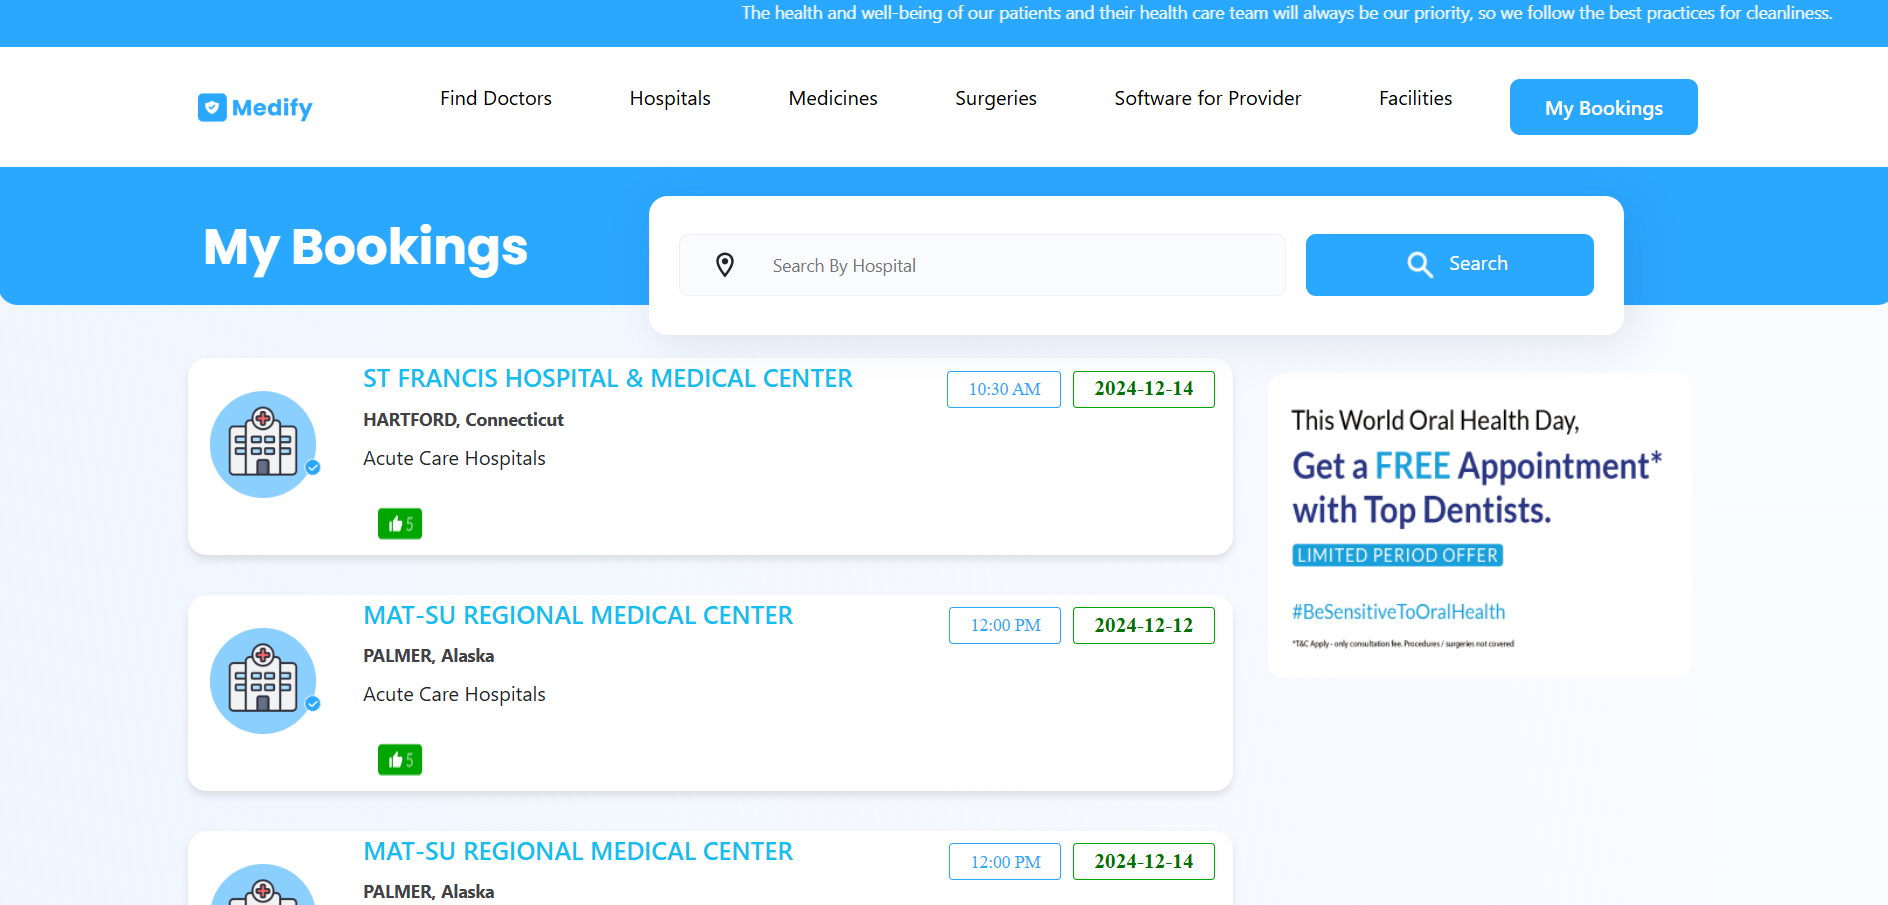 The health and well-being of our patients and their health care team will always be our priority, so we follow the best practices for cleanliness.
Medify
Find Doctors
Hospitals
Medicines
Surgeries
Software for Provider
Facilities
My Bookings
My Bookings
Search By Hospital
Search
ST FRANCIS HOSPITAL & MEDICAL CENTER
10:30 AM
2024-12-14
HARTFORD, Connecticut
Acute Care Hospitals
5
This World Oral Health Day,
Get a FREE Appointment*
with Top Dentists.
LIMITED PERIOD OFFER
#BeSensitiveToOralHealth
*T&C Apply - only consultation fee. Procedures / surgeries not covered
MAT-SU REGIONAL MEDICAL CENTER
12:00 PM
2024-12-12
PALMER, Alaska
Acute Care Hospitals
5
MAT-SU REGIONAL MEDICAL CENTER
12:00 PM
2024-12-14
PALMER, Alaska